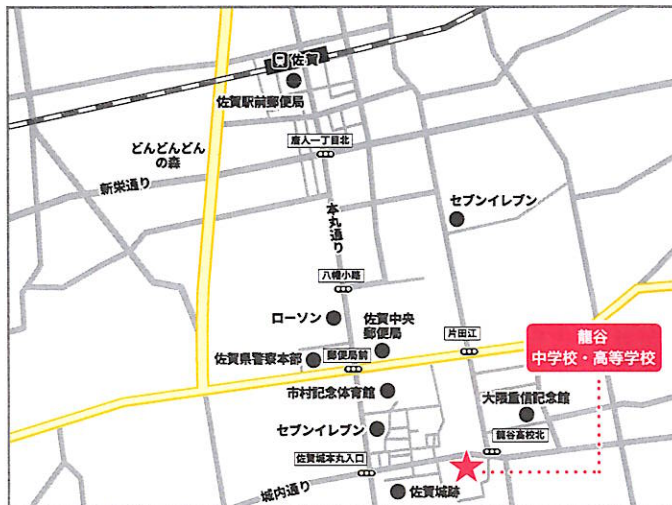 佐賀
佐賀駅前郵便局
唐人一丁目北
どんどんどん
の森
新栄通り
セブンイレブン
本丸通り
八幡小路
ローソン
佐賀中央
郵便局
片田江
龍谷
中学校・高等学校
佐賀県警察本部
郵便局前
市村記念体育館
大隈重信記念館
セブンイレブン
龍谷高校北
佐賀城本丸入口
城内通り
佐賀城跡